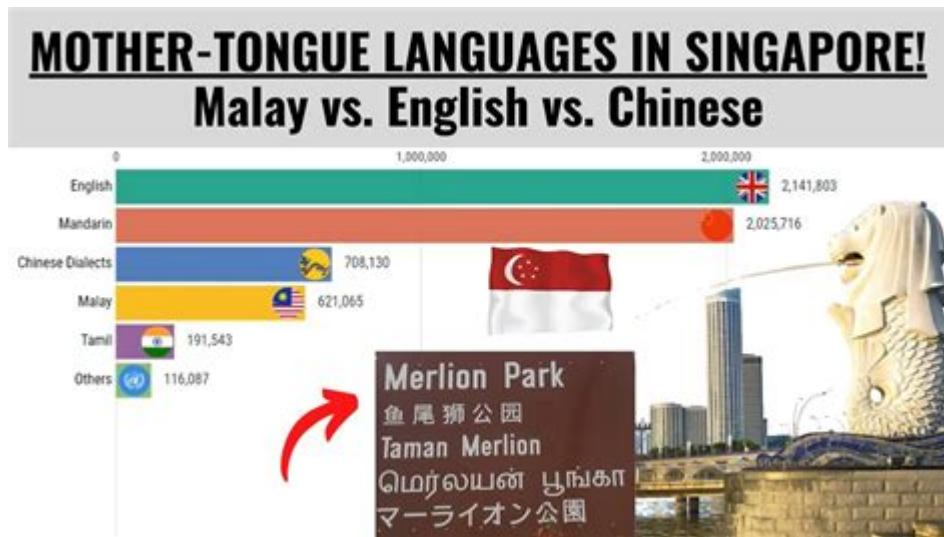 MOTHER-TONGUE LANGUAGES IN SINGAPORE!
Malay vs. English vs. Chinese
0 1,000,000 2,000,000
English 2,141,803
Mandarin 2,025,716
Chinese Dialects 708,130
Malay 621,065
Tamil 191,543
Others 116,087
Merlion Park
鱼尾狮公园
Taman Merlion
மெர்லயன் பூங்கா
マーライオン公園